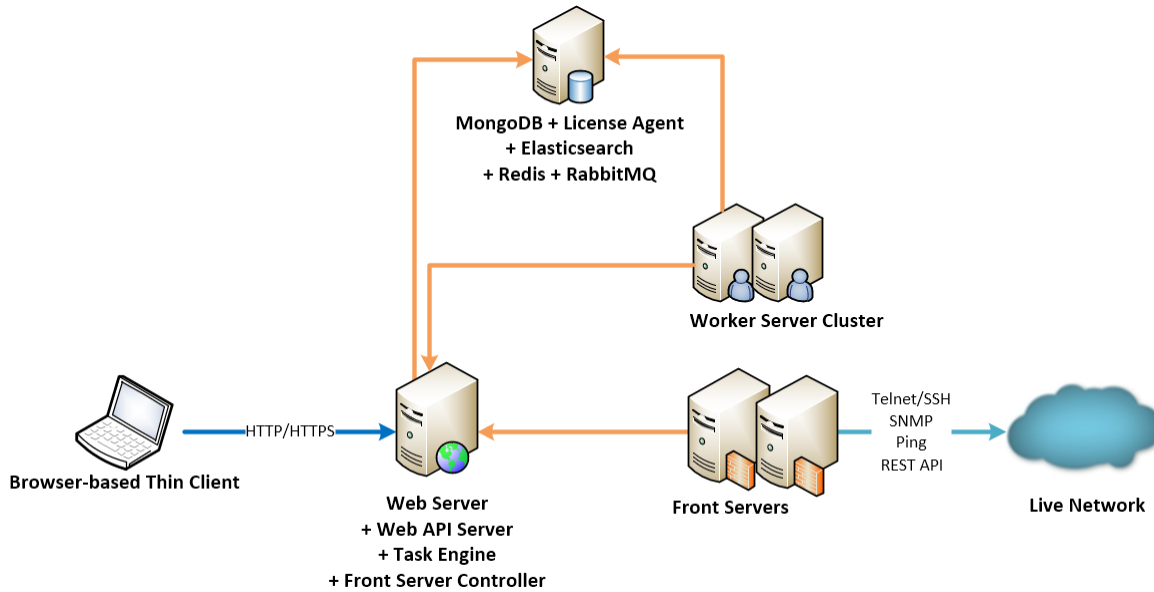 MongoDB + License Agent
+ Elasticsearch
+ Redis + RabbitMQ
Worker Server Cluster
HTTP/HTTPS
Browser-based Thin Client
Web Server
+ Web API Server
+ Task Engine
+ Front Server Controller
Front Servers
Telnet/SSH
SNMP
Ping
REST API
Live Network